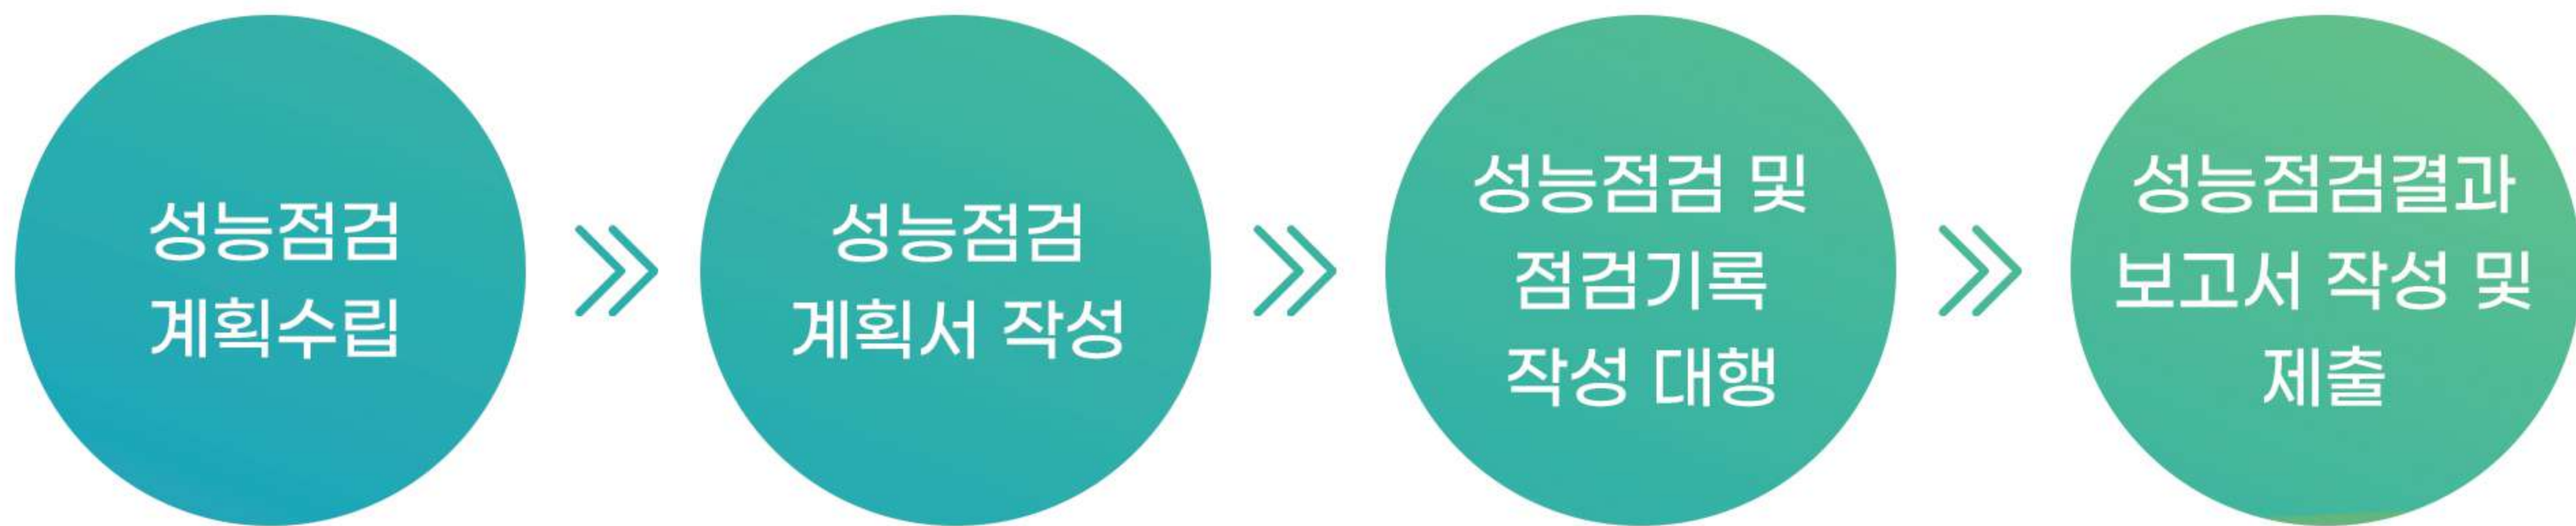 성능점검
계획수립
성능점검
계획서 작성
성능점검 및
점검기록
작성 대행
성능점검결과
보고서 작성 및
제출